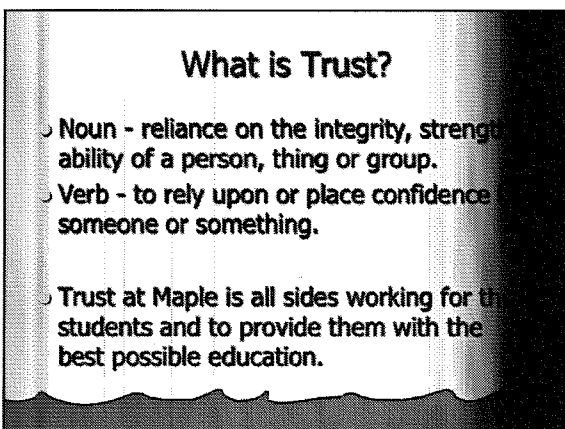 What is Trust?
Noun - reliance on the integrity, strengt
ability of a person, thing or group.
Verb - to rely upon or place confidence
someone or something.
Trust at Maple is all sides working for th
students and to provide them with the
best possible education.